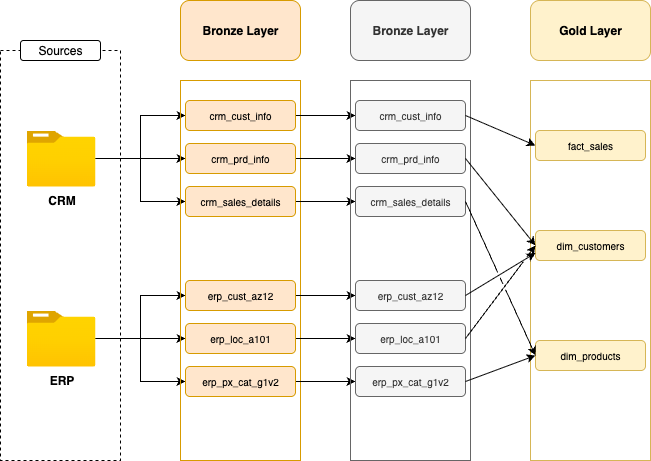 Bronze Layer
Bronze Layer
Gold Layer
Sources
CRM
ERP
crm_cust_info
crm_prd_info
crm_sales_details
erp_cust_az12
erp_loc_a101
erp_px_cat_g1v2
crm_cust_info
crm_prd_info
crm_sales_details
erp_cust_az12
erp_loc_a101
erp_px_cat_g1v2
fact_sales
dim_customers
dim_products